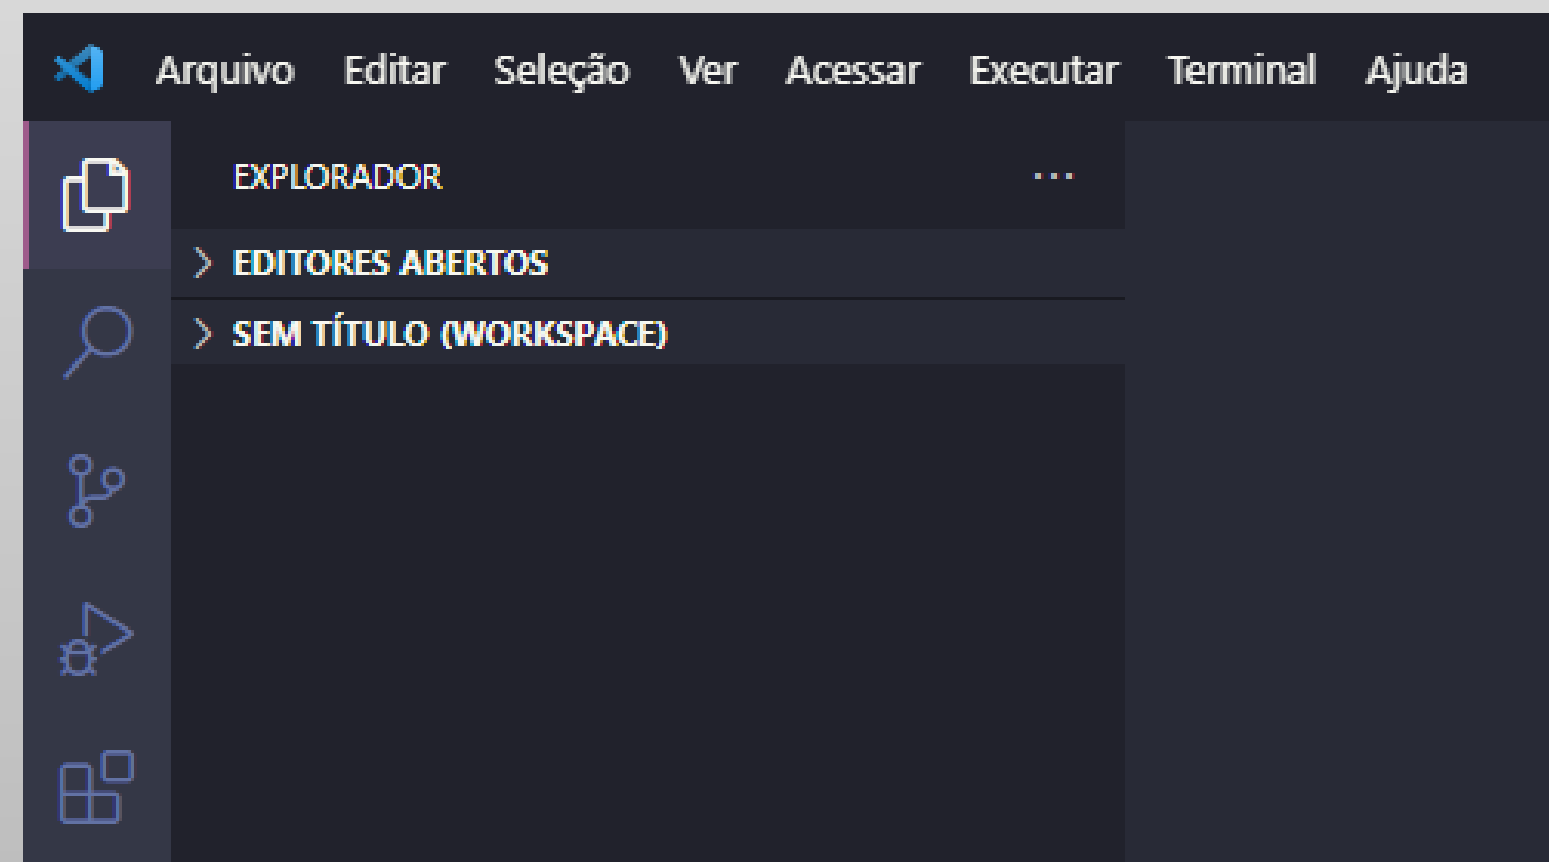 Arquivo Editar Seleção Ver Acessar Executar Terminal Ajuda
EXPLORADOR
EDITORES ABERTOS
SEM TÍTULO (WORKSPACE)